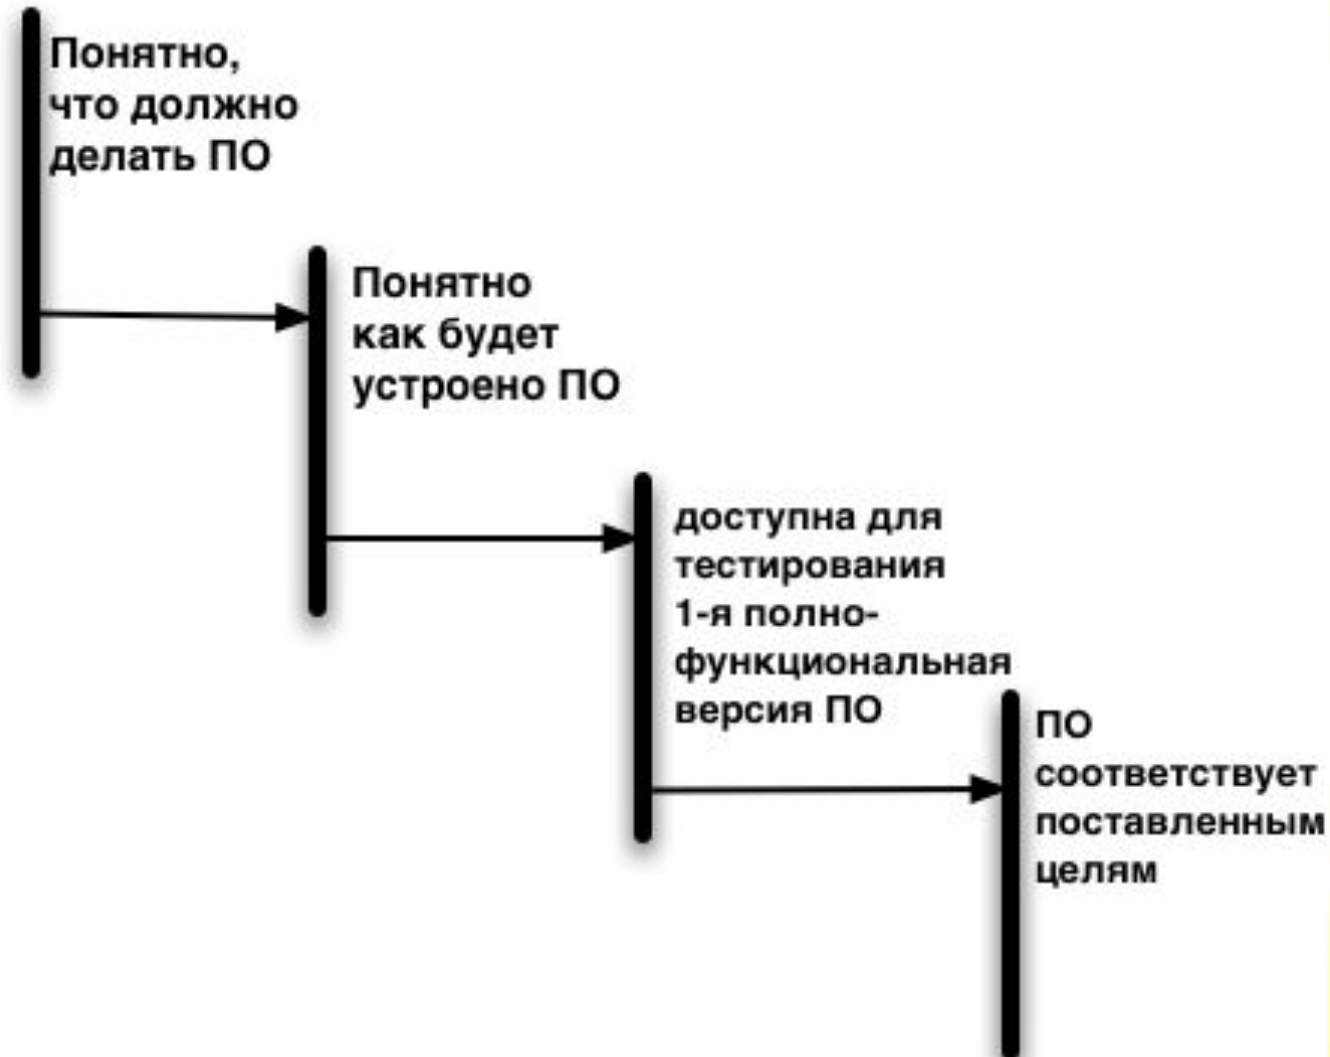 Понятно,
что должно
делать ПО
Понятно
как будет
устроено ПО
доступна для
тестирования
1-я полно-
функциональная
версия ПО
ПО
соответствует
поставленным
целям